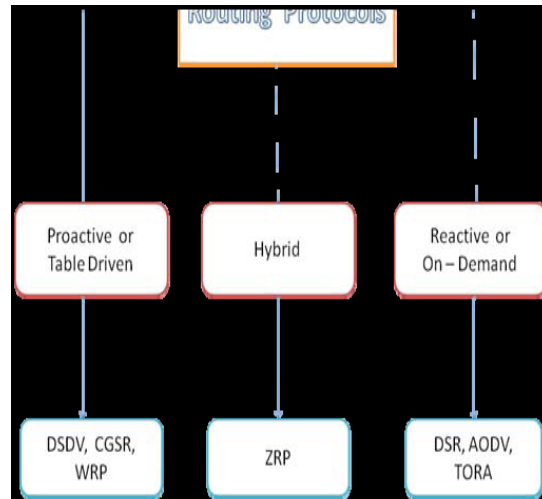 Routing Protocols
Proactive or
Table Driven
Hybrid
Reactive or
On – Demand
DSDV, CGSR,
WRP
ZRP
DSR, AODV,
TORA